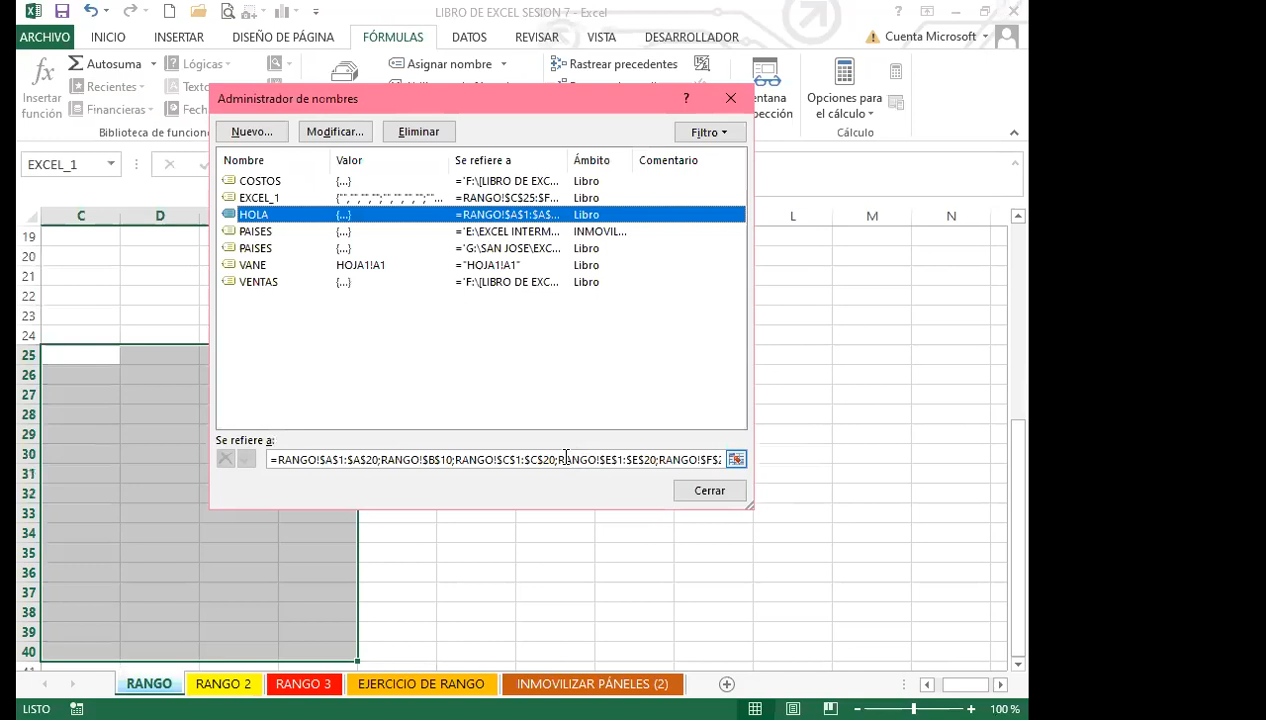 LIBRO DE EXCEL SESION 7 - Excel
ARCHIVO INICIO INSERTAR DISEÑO DE PÁGINA FÓRMULAS DATOS REVISAR VISTA DESARROLLADOR Cuenta Microsoft
Insertar función
Autosuma
Recientes
Financieras
Lógicas
Asignar nombre
Rastrear precedentes
Opciones para el cálculo
Biblioteca de
Cálculo
Administrador de nombres
Nuevo... Modificar... Eliminar Filtro
EXCEL_1
Nombre Valor Se refiere a Ámbito Comentario
COSTOS {...} ='F:\[LIBRO DE EXC... Libro
EXCEL_1 {"","","","";"","","","";""... =RANGO!$C$25:$F... Libro
HOLA {...} =RANGO!$A$1:$A$... Libro
PAISES {...} ='E:\EXCEL INTERM... INMOVIL...
PAISES {...} ='G:\SAN JOSE\EXC... Libro
VANE HOJA1!A1 ="HOJA1!A1" Libro
VENTAS {...} ='F:\[LIBRO DE EXC... Libro
Se refiere a:
=RANGO!$A$1:$A$20;RANGO!$B$10;RANGO!$C$1:$C$20;RANGO!$E$1:$E$20;RANGO!$F$2
Cerrar
C D L M N
19
20
21
22
23
24
25
26
27
28
29
30
31
32
33
34
35
36
37
38
39
40
RANGO RANGO 2 RANGO 3 EJERCICIO DE RANGO INMOVILIZAR PÁNELES (2)
LISTO 100 %